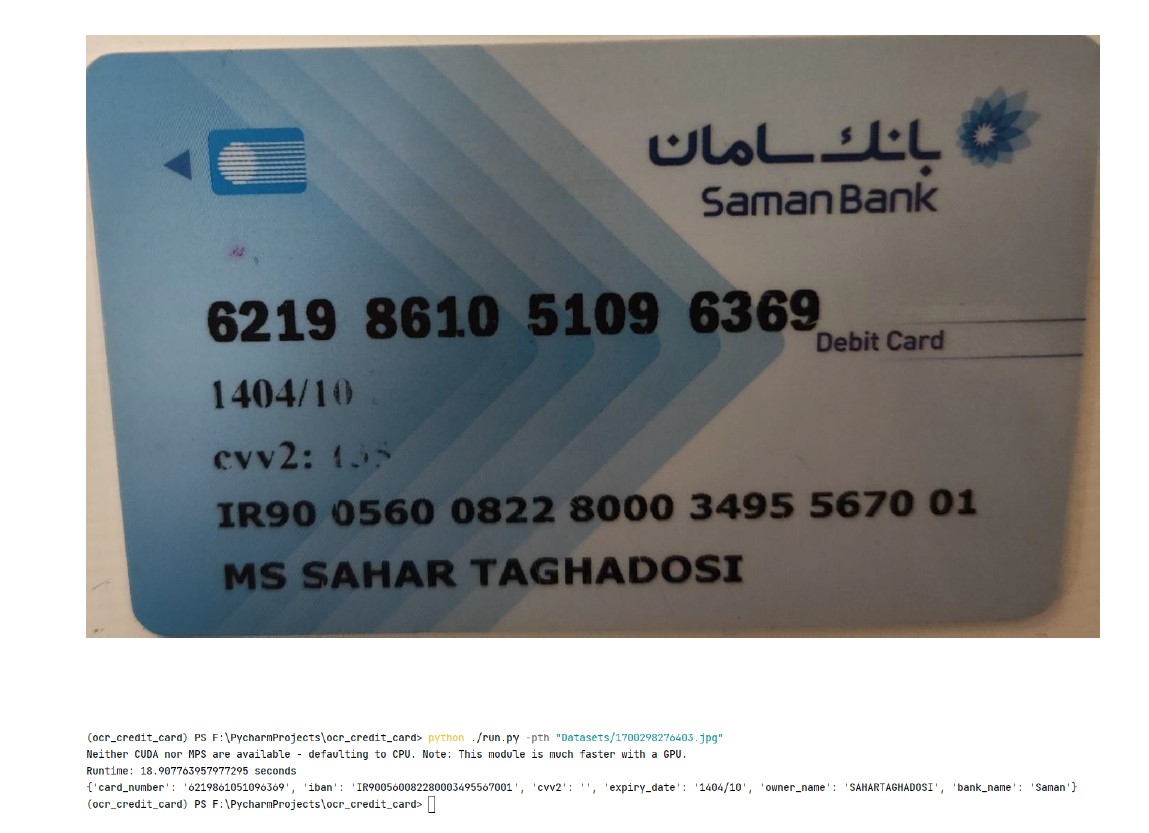 بانك سامان
Saman Bank
6219 8610 5109 6369
Debit Card
1404/10
cvv2:
IR90 0560 0822 8000 3495 5670 01
MS SAHAR TAGHADOSI
(ocr_credit_card) PS F:\PycharmProjects\ocr_credit_card> python ./run.py -pth "Datasets/1700298276403.jpg"
Neither CUDA nor MPS are available - defaulting to CPU. Note: This module is much faster with a GPU.
Runtime: 18.907763957977295 seconds
{'card_number': '6219861051096369', 'iban': 'IR900560082280003495567001', 'cvv2': '', 'expiry_date': '1404/10', 'owner_name': 'SAHARTAGHADOSI', 'bank_name': 'Saman'}
(ocr_credit_card) PS F:\PycharmProjects\ocr_credit_card>